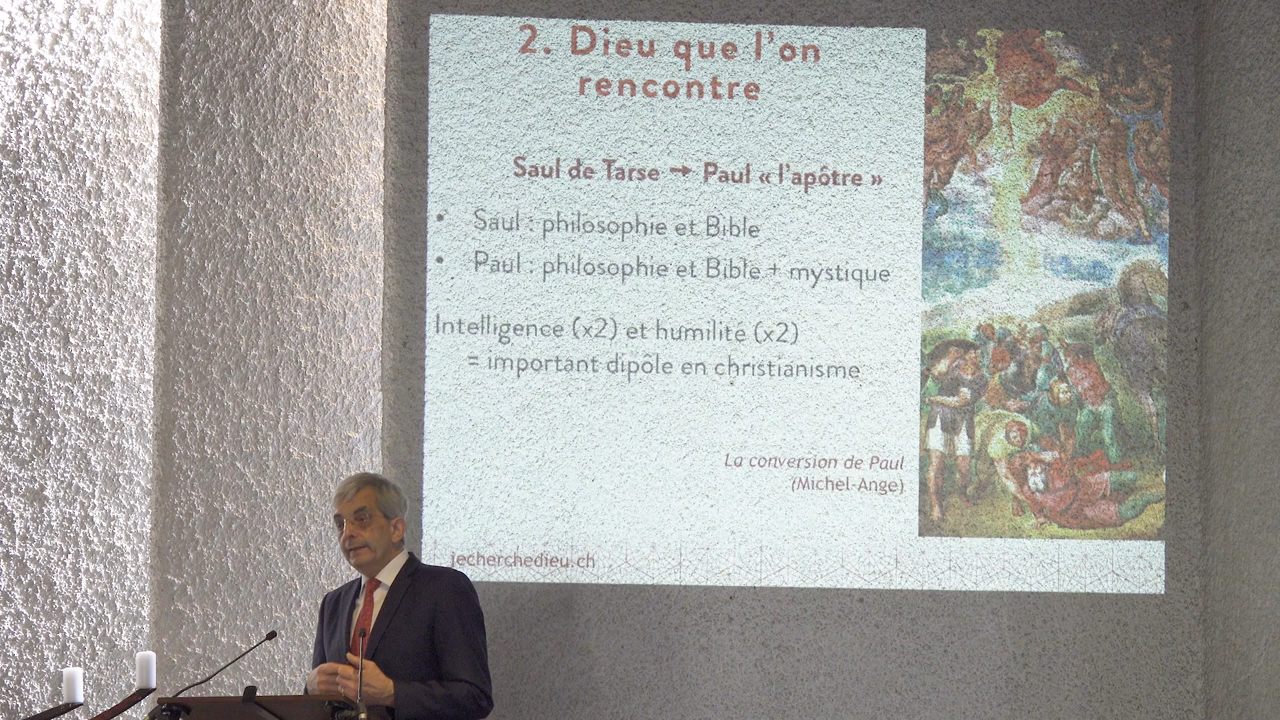 2. Dieu que l'on
rencontre
Saul de Tarse → Paul « l'apôtre »
• Saul : philosophie et Bible
• Paul : philosophie et Bible + mystique
Intelligence (x2) et humilité (x2)
= important dipôle en christianisme
La conversion de Paul
(Michel-Ange)
jecherchedieu.ch